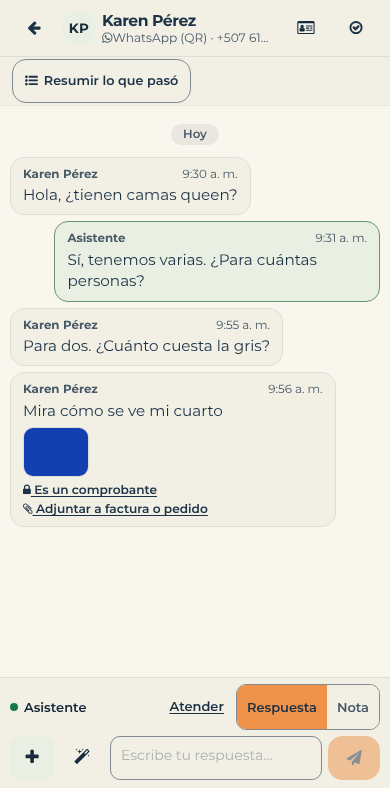 KP
Karen Pérez
WhatsApp (QR) · +507 61...
Resumir lo que pasó
Hoy
Karen Pérez 9:30 a. m.
Hola, ¿tienen camas queen?
Asistente 9:31 a. m.
Sí, tenemos varias. ¿Para cuántas
personas?
Karen Pérez 9:55 a. m.
Para dos. ¿Cuánto cuesta la gris?
Karen Pérez 9:56 a. m.
Mira cómo se ve mi cuarto
Es un comprobante
Adjuntar a factura o pedido
Asistente Atender Respuesta Nota
Escribe tu respuesta...